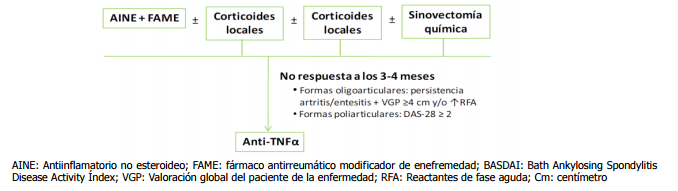 AINE + FAME ± Corticoides locales ± Corticoides locales ± Sinovectomía química
No respuesta a los 3-4 meses
• Formas oligoarticulares: persistencia
artritis/entesitis + VGP ≥4 cm y/o ↑RFA
• Formas poliarticulares: DAS-28 ≥ 2
Anti-TNFα
AINE: Antiinflamatorio no esteroideo; FAME: fármaco antirreumático modificador de enefremedad; BASDAI: Bath Ankylosing Spondylitis
Disease Activity Índex; VGP: Valoración global del paciente de la enfermedad; RFA: Reactantes de fase aguda; Cm: centímetro